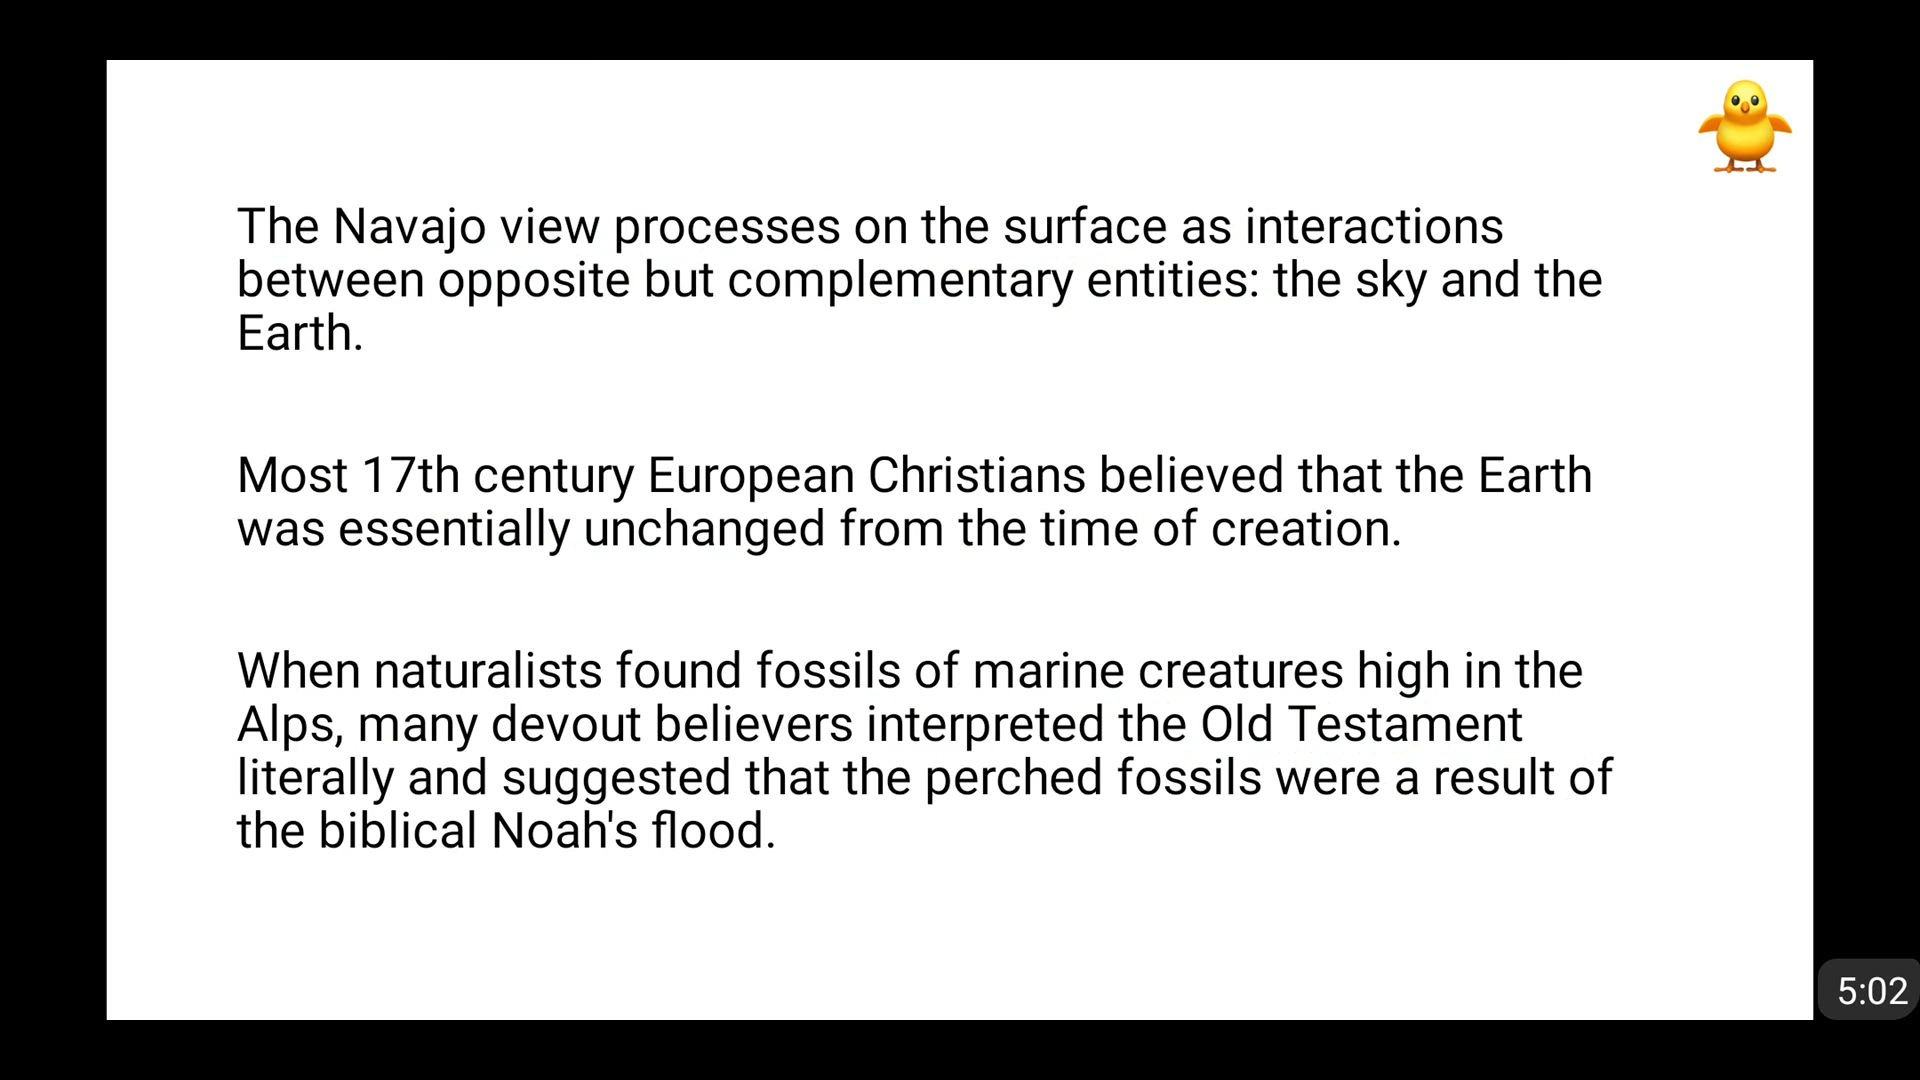 The Navajo view processes on the surface as interactions
between opposite but complementary entities: the sky and the
Earth.
Most 17th century European Christians believed that the Earth
was essentially unchanged from the time of creation.
When naturalists found fossils of marine creatures high in the
Alps, many devout believers interpreted the Old Testament
literally and suggested that the perched fossils were a result of
the biblical Noah's flood.
5:02